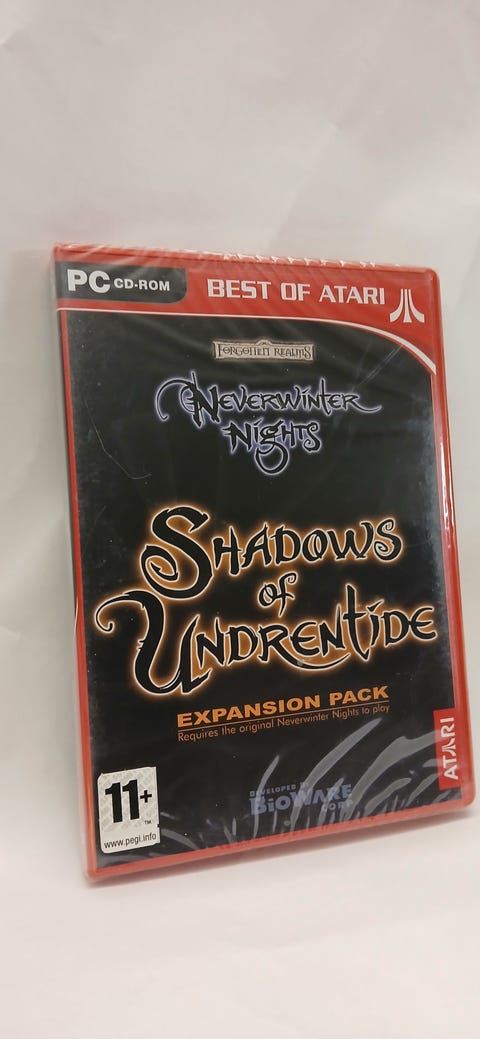 PC CD-ROM
BEST OF ATARI
FORGOTTEN REALMS
NEVERWINTER
NIGHTS
SHADOWS
OF
UNDRENTIDE
EXPANSION PACK
Requires the original Neverwinter Nights to play
ATARI
DEVELOPED BY
BIOWARE
CORP
11+
TM
www.pegi.info